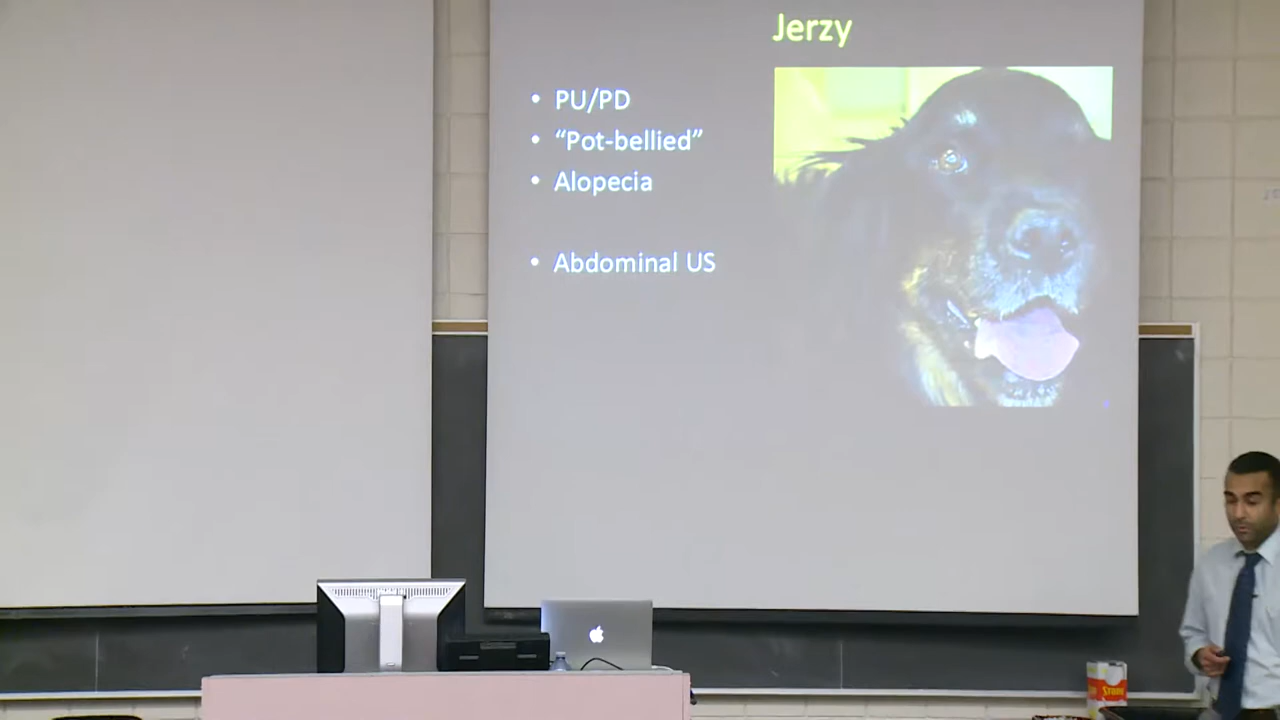 Jerzy
• PU/PD
• “Pot-bellied”
• Alopecia
• Abdominal US